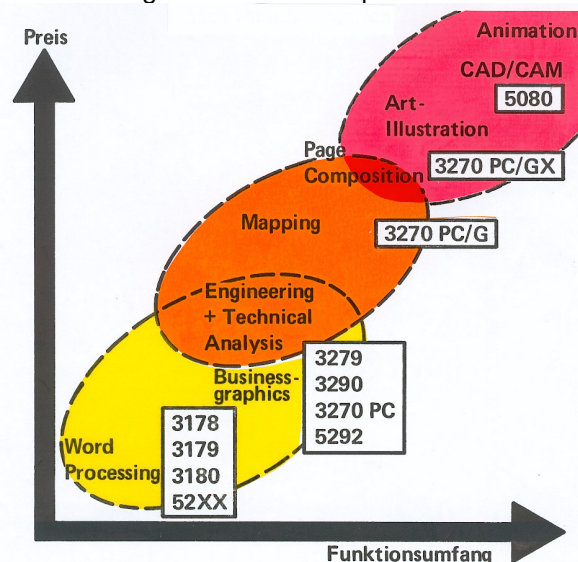 Preis
Animation
CAD/CAM
5080
Art-
Illustration
3270 PC/GX
Page
Composition
Mapping
3270 PC/G
Engineering
+ Technical
Analysis
Business-
graphics
3279
3290
3270 PC
5292
Word
Processing
3178
3179
3180
52XX
Funktionsumfang